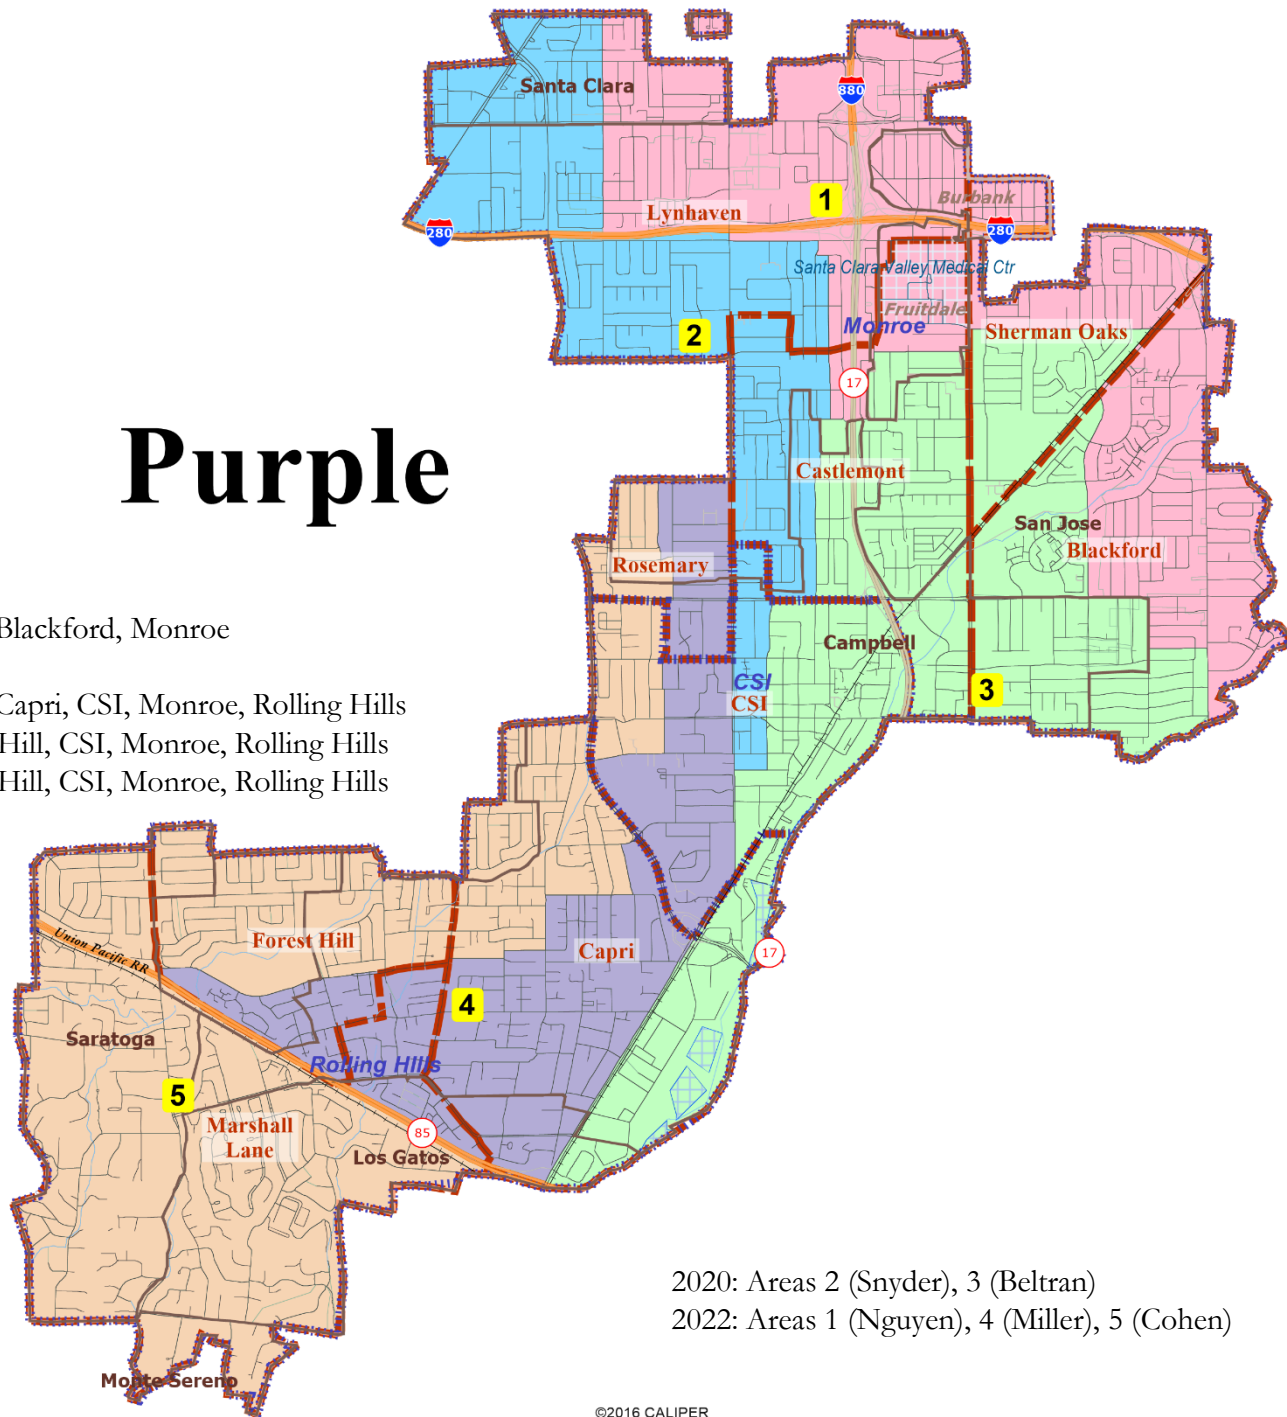 Santa Clara
880
1
Burbank
Lynhaven
280
280
Santa Clara Valley Medical Ctr
Fruitdale
Monroe
Sherman Oaks
2
17
Purple
Castlemont
San Jose
Blackford
Rosemary
Blackford, Monroe
Campbell
CSI
CSI
3
Capri, CSI, Monroe, Rolling Hills
Hill, CSI, Monroe, Rolling Hills
Hill, CSI, Monroe, Rolling Hills
Union Pacific RR
Forest Hill
Capri
17
4
Saratoga
Rolling Hills
5
Marshall
Lane
85
Los Gatos
2020: Areas 2 (Snyder), 3 (Beltran)
2022: Areas 1 (Nguyen), 4 (Miller), 5 (Cohen)
Monte Sereno
©2016 CALIPER